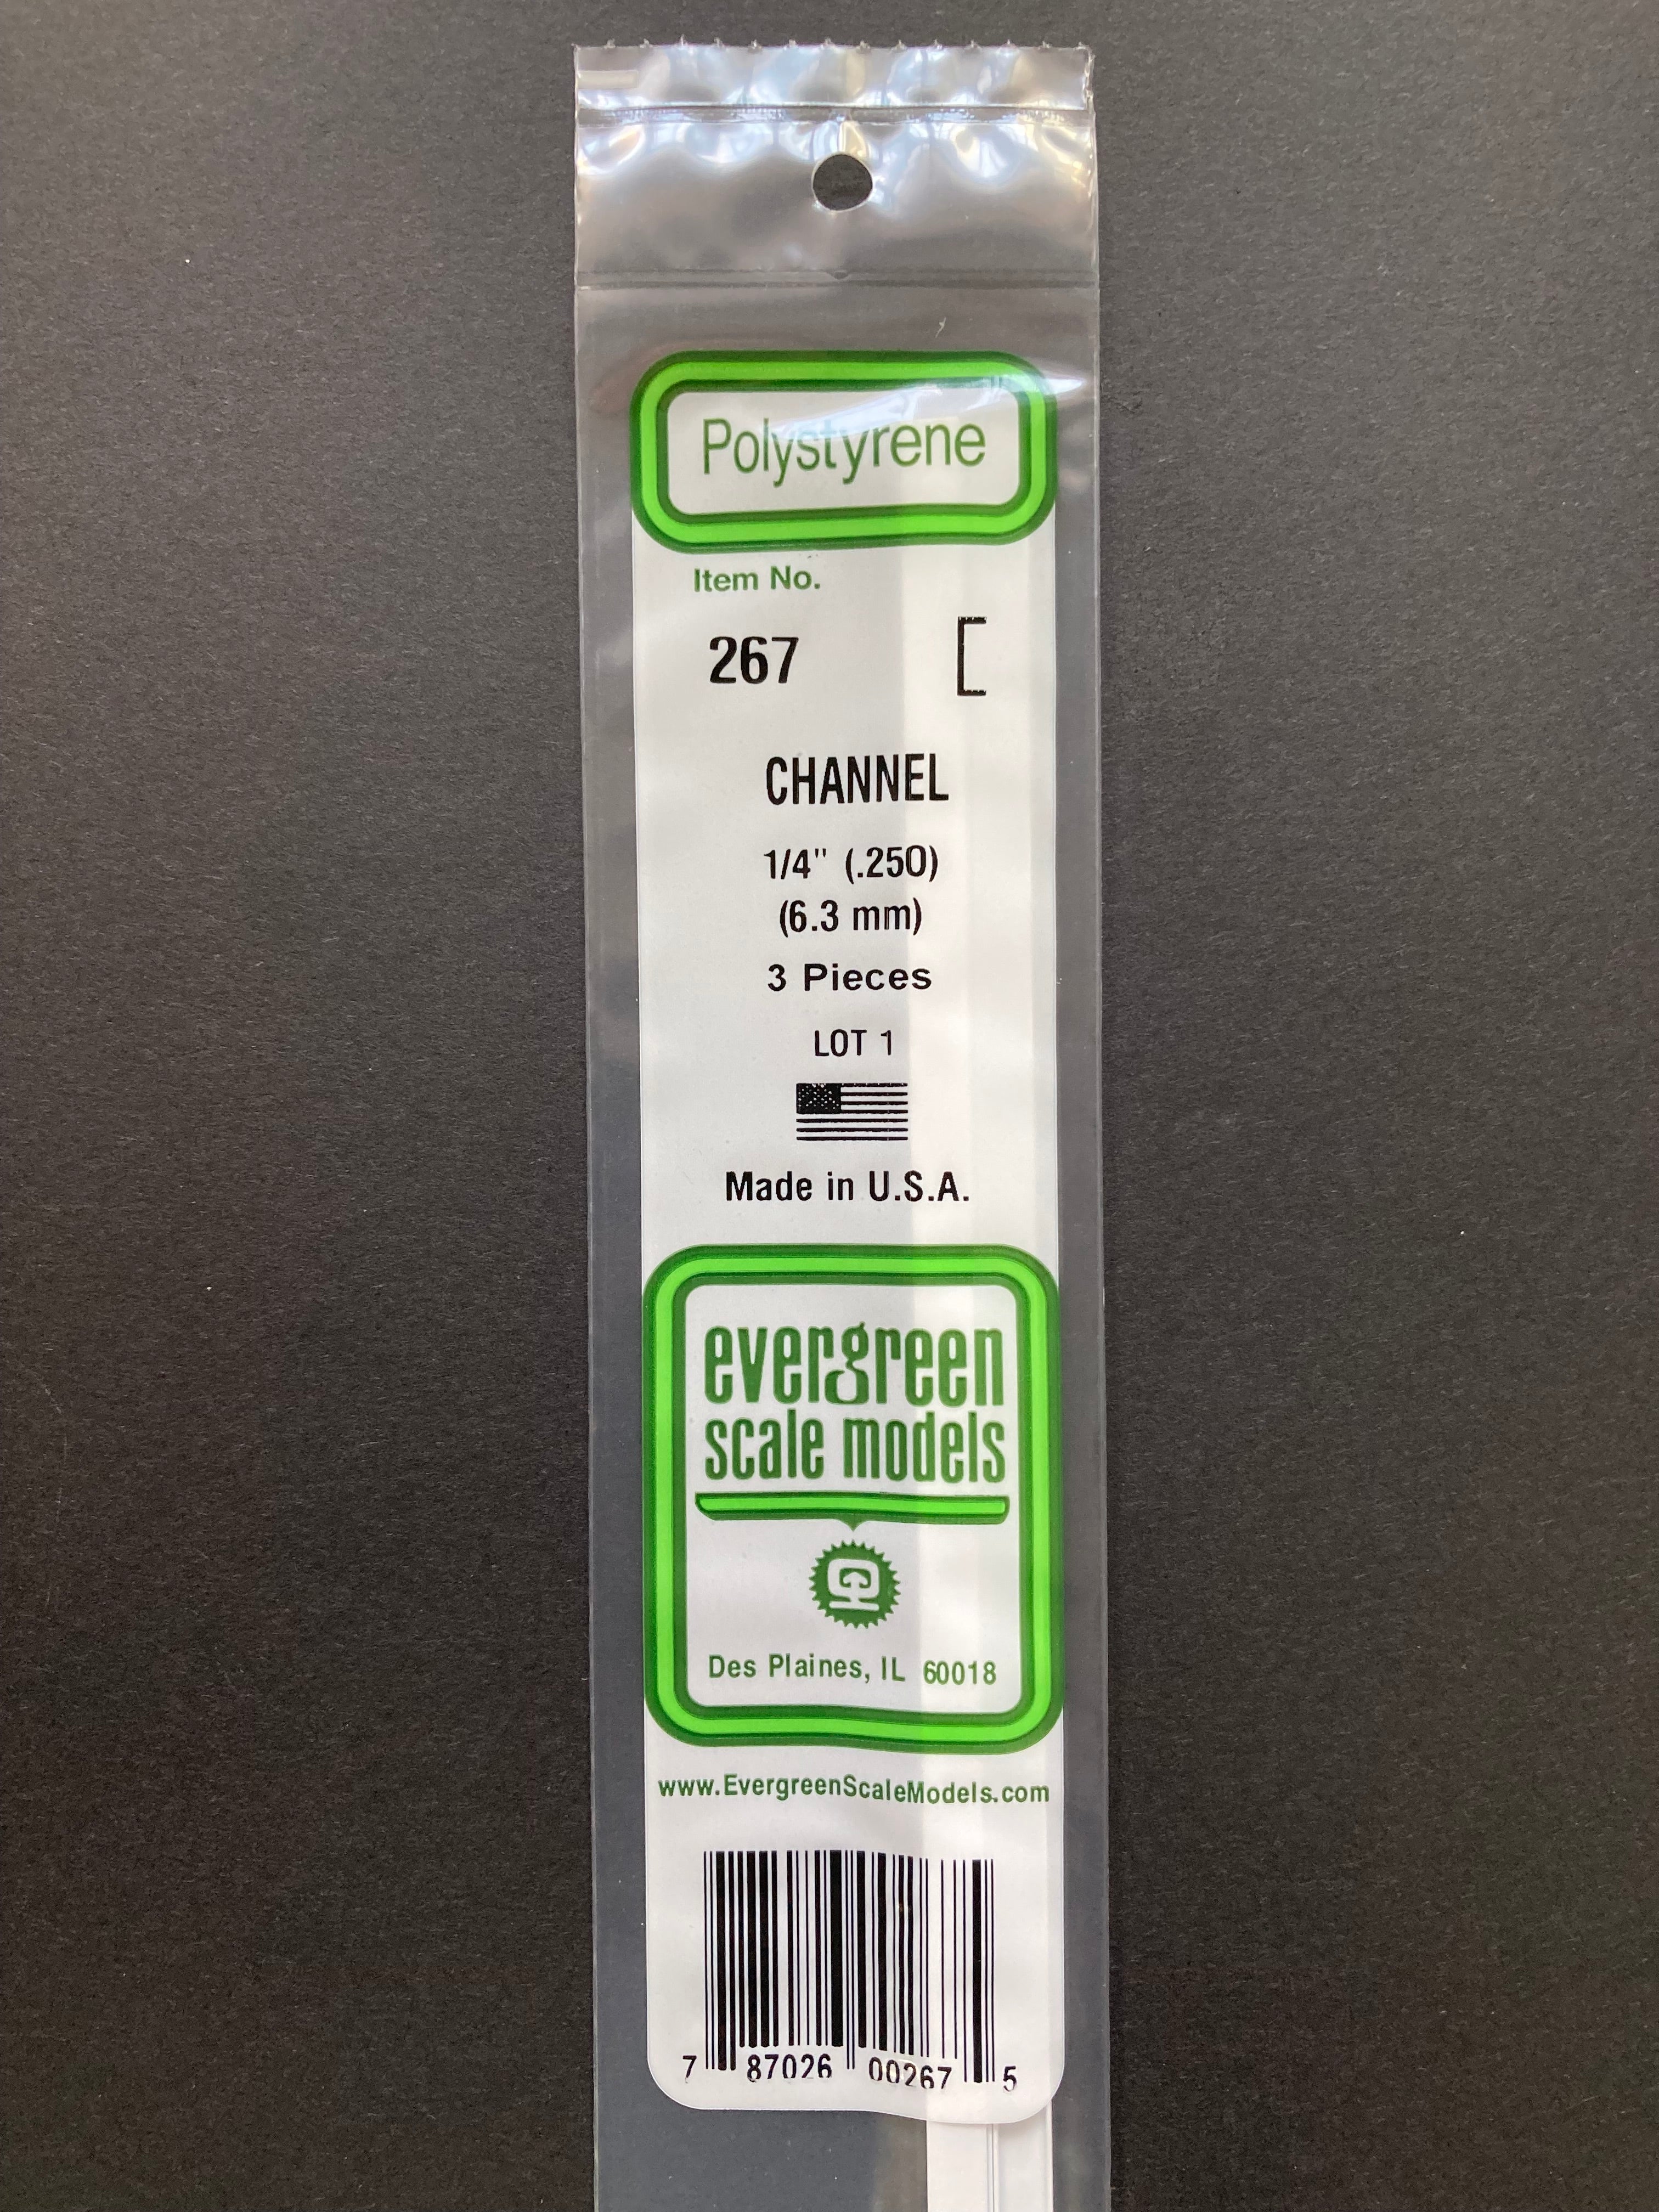 Polystyrene
Item No.
267
CHANNEL
1/4" (.250)
(6.3 mm)
3 Pieces
LOT 1
Made in U.S.A.
evergreen
scale models
Des Plaines, IL 60018
www.EvergreenScaleModels.com
7 87026 00267 5